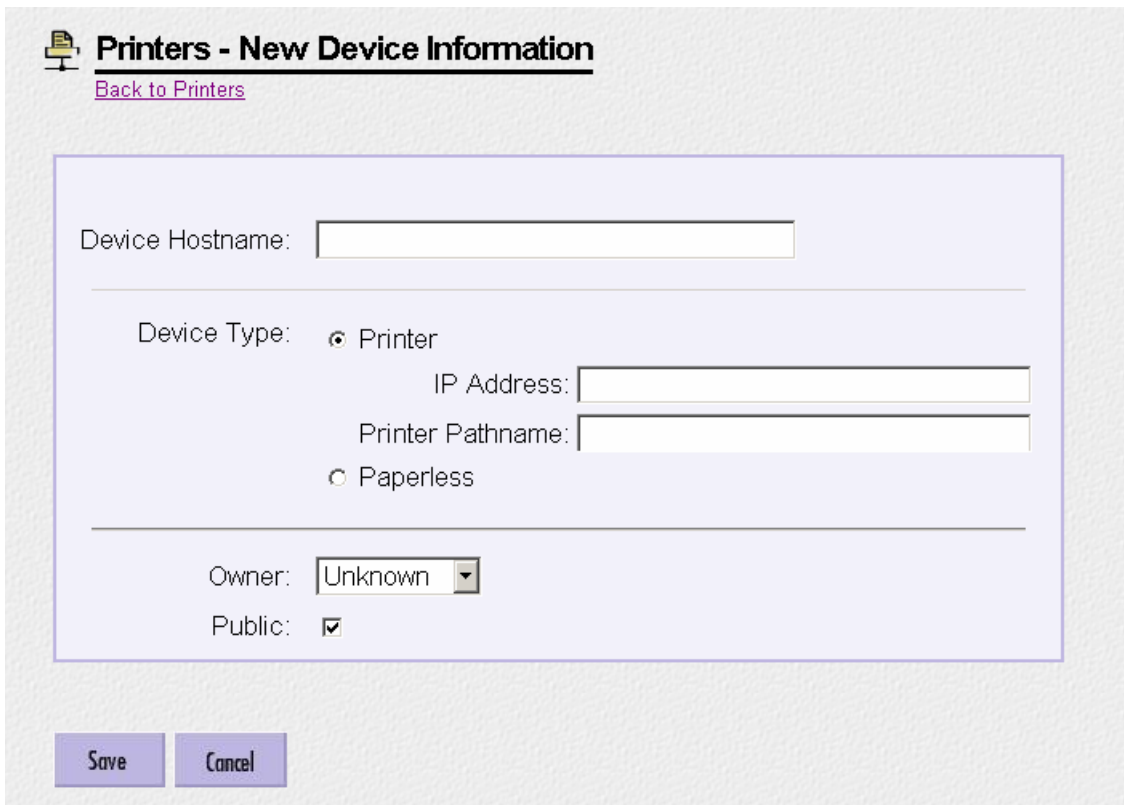 Printers - New Device Information
Back to Printers
Device Hostname:
Device Type:
Printer
IP Address:
Printer Pathname:
Paperless
Owner: Unknown
Public:
Save Cancel